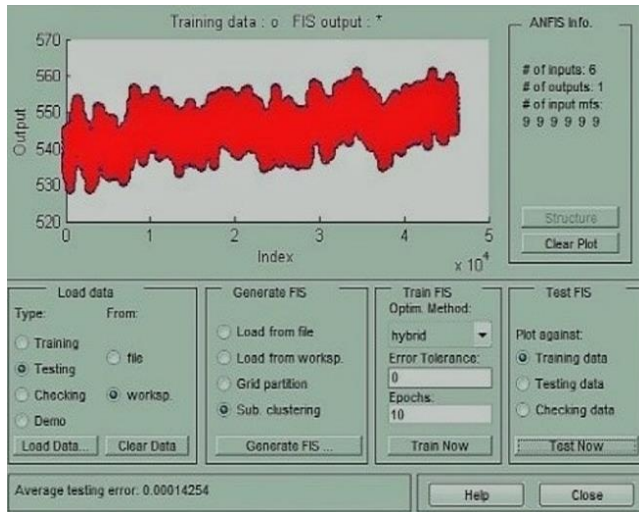 Training data : o   FIS output : *
570
560
550
540
530
520
Output
0
1
2
3
4
5
Index
x 10^4
ANFIS Info.
# of inputs: 6
# of outputs: 1
# of input mfs:
9 9 9 9 9 9
Structure
Clear Plot
Load data
Type:
From:
Training
Testing
Checking
Demo
file
worksp.
Load Data...
Clear Data
Generate FIS
Load from file
Load from worksp.
Grid partition
Sub. clustering
Generate FIS ...
Train FIS
Optim. Method:
hybrid
Error Tolerance:
0
Epochs:
10
Train Now
Test FIS
Plot against:
Training data
Testing data
Checking data
Test Now
Average testing error: 0.00014254
Help
Close